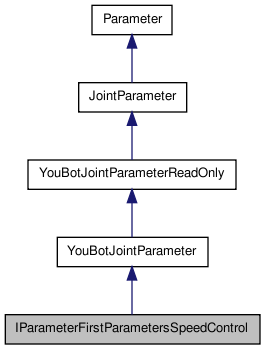 Parameter
JointParameter
YouBotJointParameterReadOnly
YouBotJointParameter
IParameterFirstParametersSpeedControl